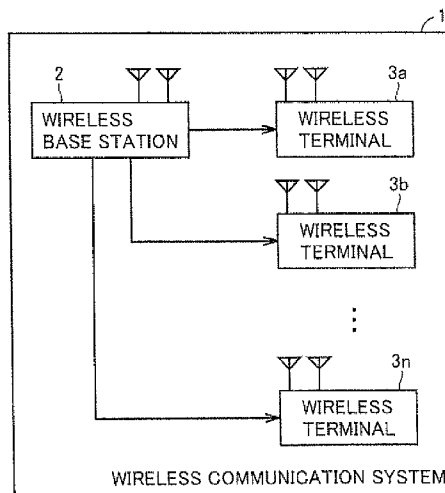 1
2
WIRELESS
BASE STATION
3a
WIRELESS
TERMINAL
3b
WIRELESS
TERMINAL
3n
WIRELESS
TERMINAL
WIRELESS COMMUNICATION SYSTEM